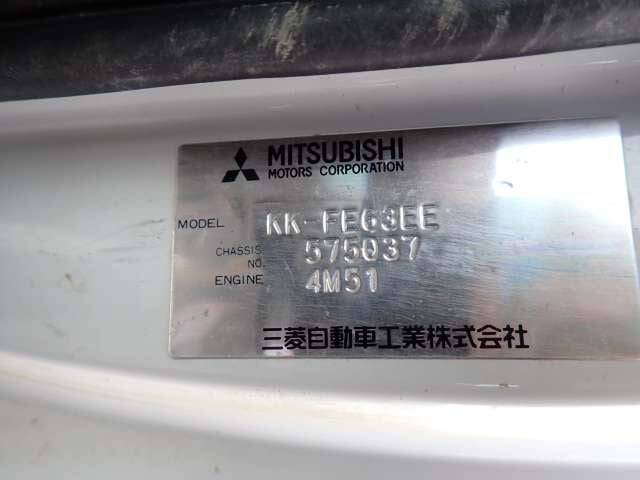 MITSUBISHI
MOTORS CORPORATION
MODEL KK-FE63EE
CHASSIS NO. 575037
ENGINE 4M51
三菱自動車工業株式会社